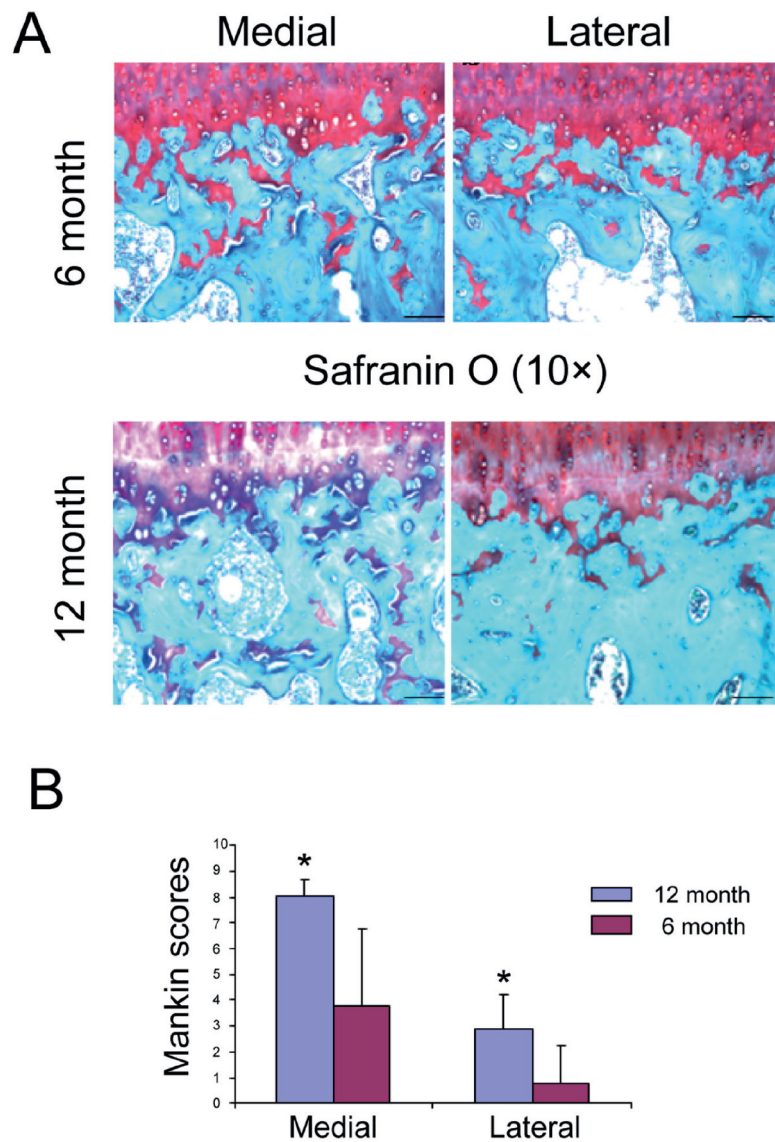 A
Medial
Lateral
6 month
Safranin O (10×)
12 month
B
Mankin scores
10
9
8
7
6
5
4
3
2
1
0
*
*
12 month
6 month
Medial
Lateral